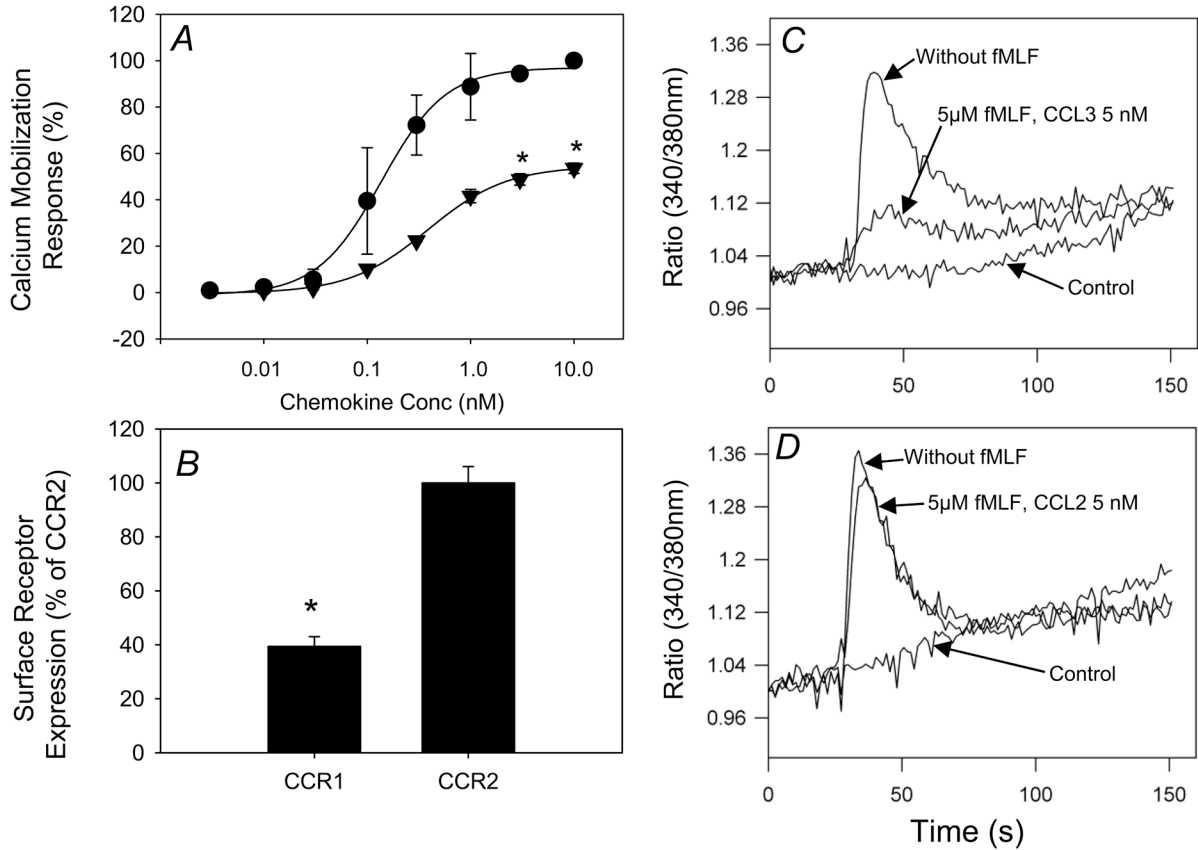 A
Calcium Mobilization
Response (%)
120
100
80
60
40
20
0
-20
*
*
0.01
0.1
1.0
10.0
Chemokine Conc (nM)
B
Surface Receptor
Expression (% of CCR2)
120
100
80
60
40
20
0
*
CCR1
CCR2
C
Ratio (340/380nm)
1.36
1.28
1.2
1.12
1.04
0.96
Without fMLF
5µM fMLF, CCL3 5 nM
Control
0
50
100
150
D
Ratio (340/380nm)
1.36
1.28
1.2
1.12
1.04
0.96
Without fMLF
5µM fMLF, CCL2 5 nM
Control
0
50
100
150
Time (s)